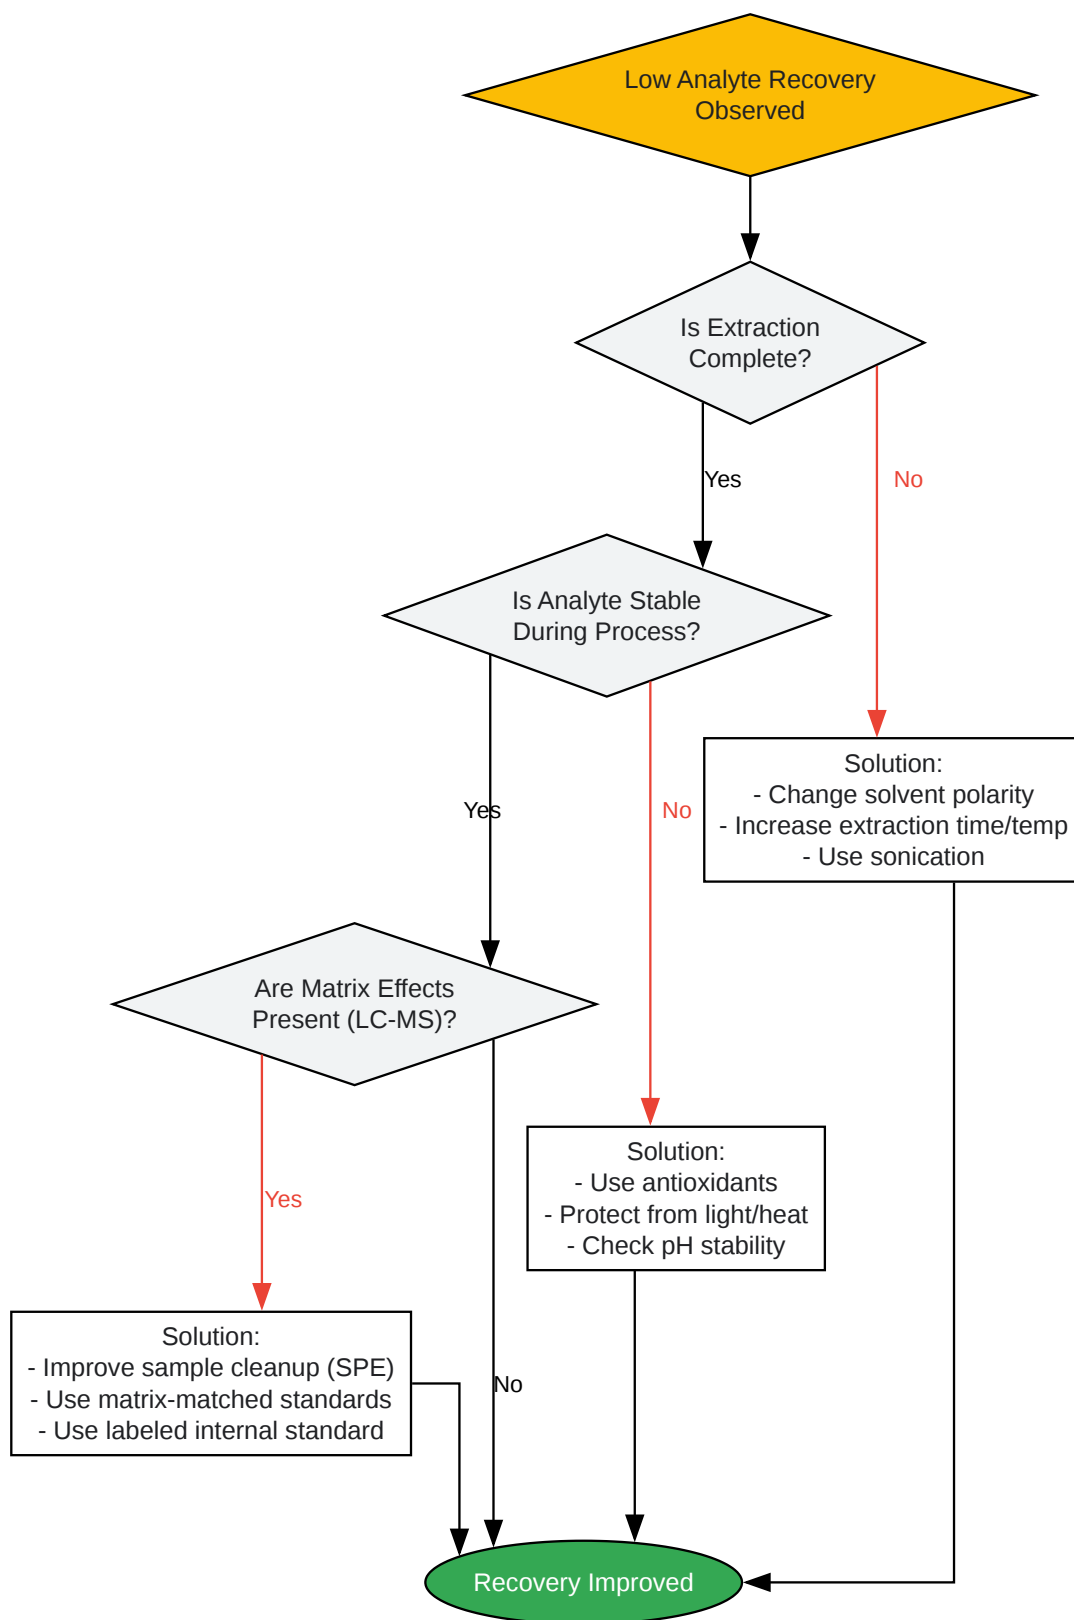 Low Analyte Recovery
Observed
Is Extraction
Complete?
Yes
No
Is Analyte Stable
During Process?
Solution:
- Change solvent polarity
- Increase extraction time/temp
- Use sonication
Yes
No
Are Matrix Effects
Present (LC-MS)?
Solution:
- Use antioxidants
- Protect from light/heat
- Check pH stability
Yes
Solution:
- Improve sample cleanup (SPE)
- Use matrix-matched standards
- Use labeled internal standard
No
Recovery Improved